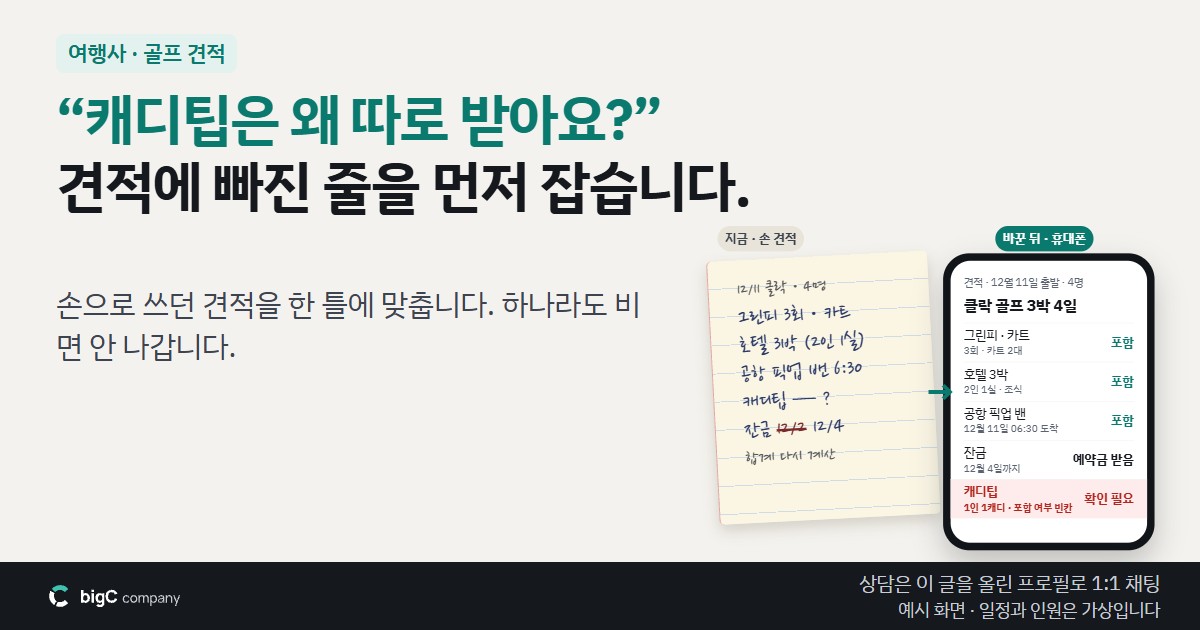 여행사 · 골프 견적
“캐디팁은 왜 따로 받아요?”
견적에 빠진 줄을 먼저 잡습니다.
손으로 쓰던 견적을 한 틀에 맞춥니다. 하나라도 비
면 안 나갑니다.
지금 · 손 견적
12/11 클락 · 4명
그린피 3회 · 카트
호텔 3박 (2인 1실)
공항 픽업 밴 6:30
캐디팁 — ?
잔금 12/2 12/4
합계 다시 계산
바꾼 뒤 · 휴대폰
견적 · 12월 11일 출발 · 4명
클락 골프 3박 4일
그린피 · 카트
3회 · 카트 2대
포함
호텔 3박
2인 1실 · 조식
포함
공항 픽업 밴
12월 11일 06:30 도착
포함
잔금
12월 4일까지
예약금 받음
캐디팁
1인 1캐디 · 포함 여부 빈칸
확인 필요
bigC company
상담은 이 글을 올린 프로필로 1:1 채팅
예시 화면 · 일정과 인원은 가상입니다